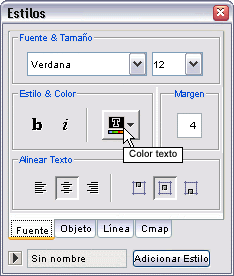 Estilos
Fuente & Tamaño
Verdana 12
Estilo & Color Margen
b i T 4
Color texto
Alinear Texto
Fuente Objeto Línea Cmap
Sin nombre Adicionar Estilo